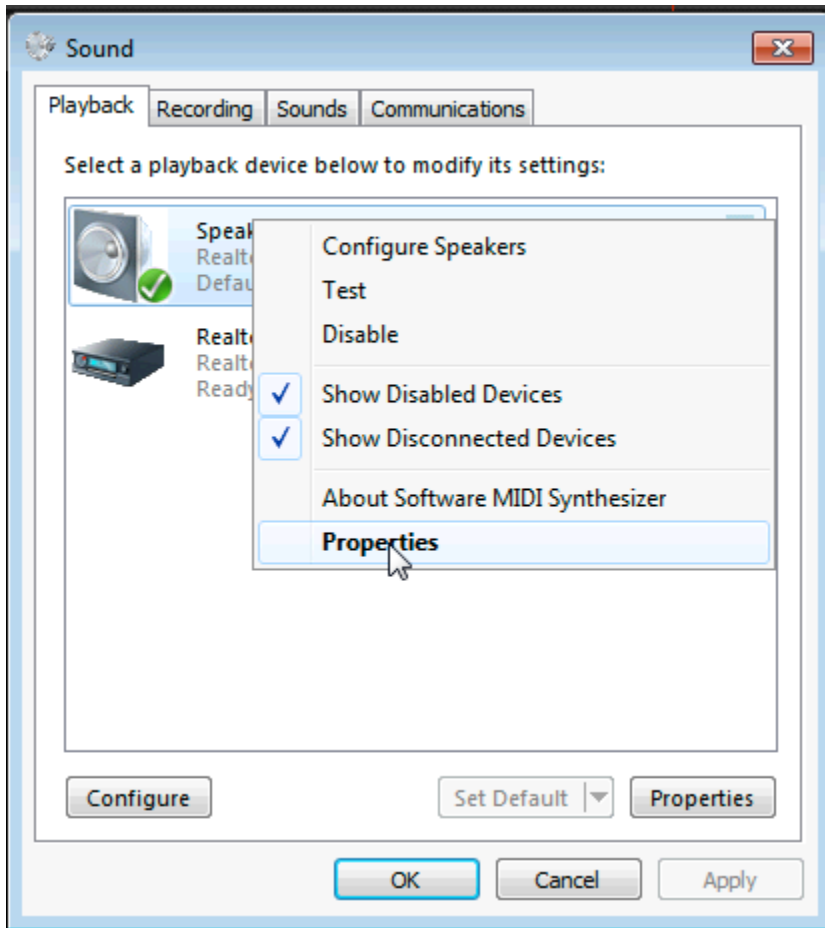 Sound
Playback Recording Sounds Communications
Select a playback device below to modify its settings:
Configure Speakers
Test
Disable
Show Disabled Devices
Show Disconnected Devices
About Software MIDI Synthesizer
Properties
Ready
Configure Set Default Properties
OK Cancel Apply